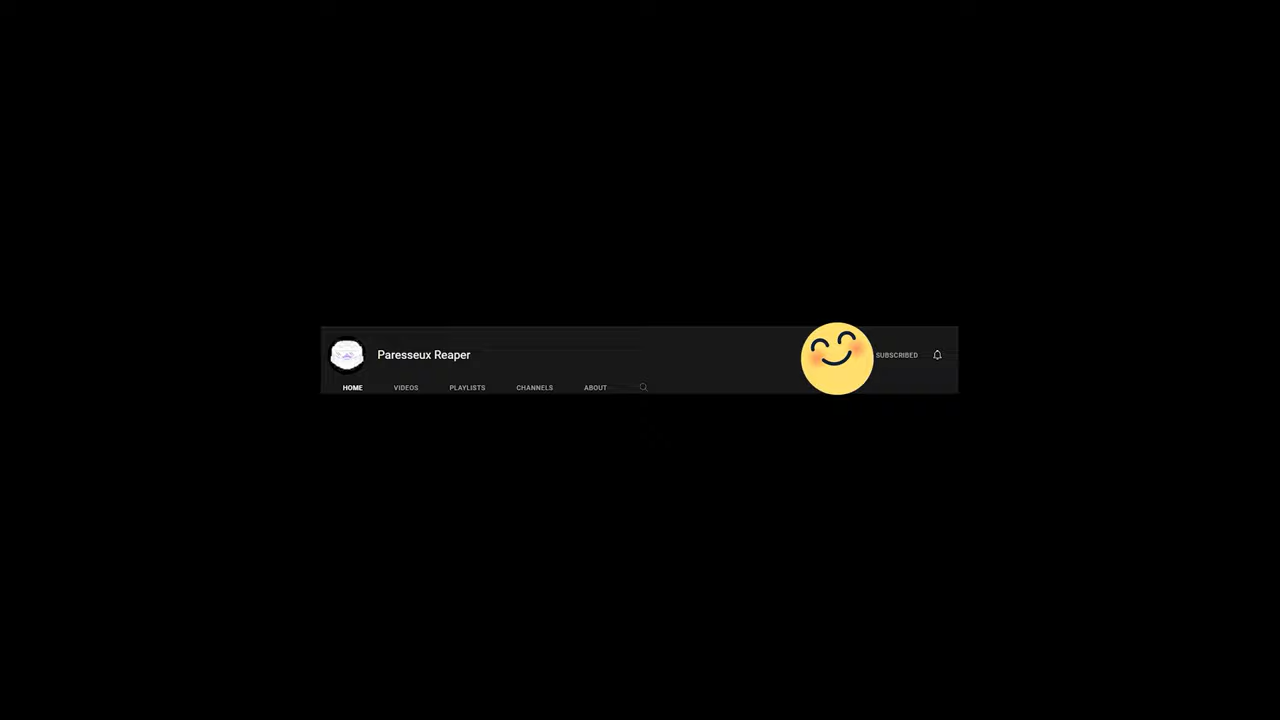 Paresseux Reaper
SUBSCRIBED
HOME VIDEOS PLAYLISTS CHANNELS ABOUT